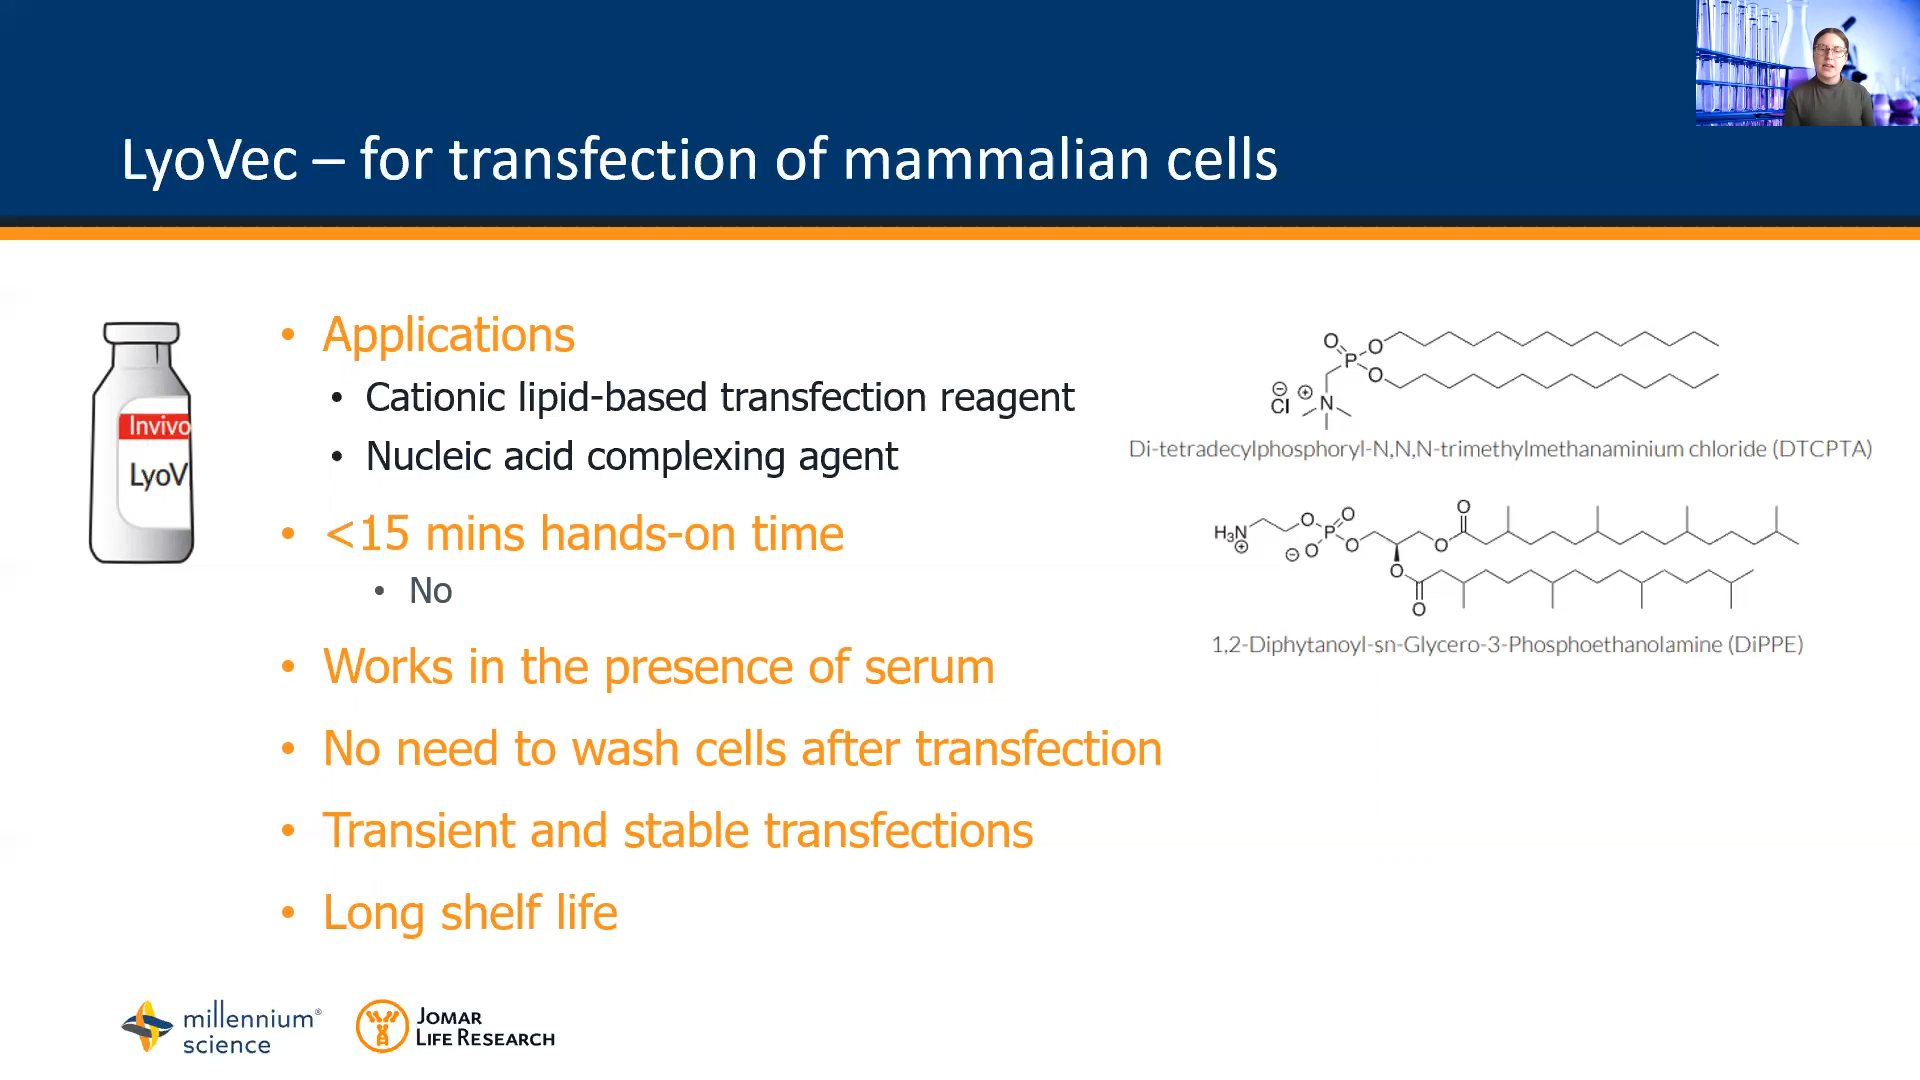 LyoVec – for transfection of mammalian cells
Invivo
LyoV
• Applications
• Cationic lipid-based transfection reagent
• Nucleic acid complexing agent
• <15 mins hands-on time
• No
• Works in the presence of serum
• No need to wash cells after transfection
• Transient and stable transfections
• Long shelf life
O
O
P
O
⊖
Cl
⊕
N
Di-tetradecylphosphoryl-N,N,N-trimethylmethanaminium chloride (DTCPTA)
H₃N
⊕
O
O
P
⊖ O
O
O
O
O
O
1,2-Diphytanoyl-sn-Glycero-3-Phosphoethanolamine (DiPPE)
millennium®
science
JOMAR
LIFE RESEARCH